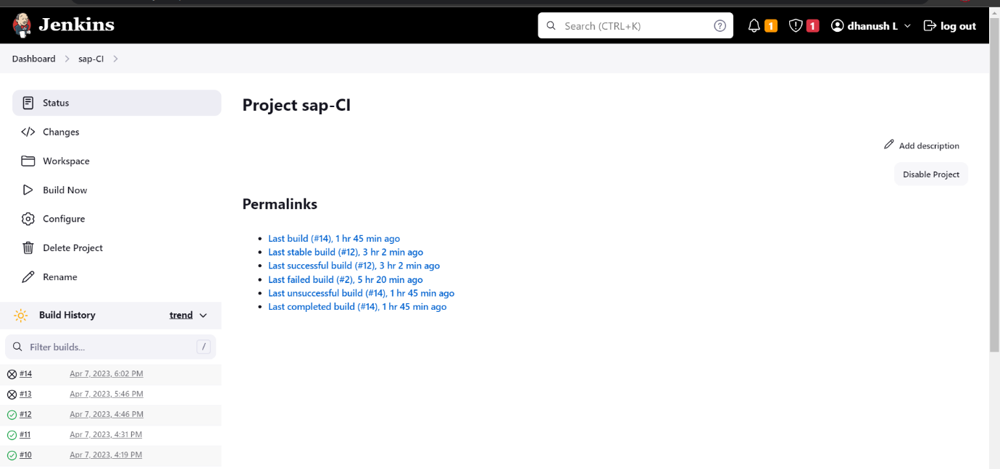 Jenkins
Search (CTRL+K)
1
1
dhanush L
log out
Dashboard
sap-CI
Status
Changes
Workspace
Build Now
Configure
Delete Project
Rename
Build History
trend
Filter builds...
/
#14 Apr 7, 2023, 6:02 PM
#13 Apr 7, 2023, 5:46 PM
#12 Apr 7, 2023, 4:46 PM
#11 Apr 7, 2023, 4:31 PM
#10 Apr 7, 2023, 4:19 PM
Project sap-CI
Add description
Disable Project
Permalinks
Last build (#14), 1 hr 45 min ago
Last stable build (#12), 3 hr 2 min ago
Last successful build (#12), 3 hr 2 min ago
Last failed build (#2), 5 hr 20 min ago
Last unsuccessful build (#14), 1 hr 45 min ago
Last completed build (#14), 1 hr 45 min ago